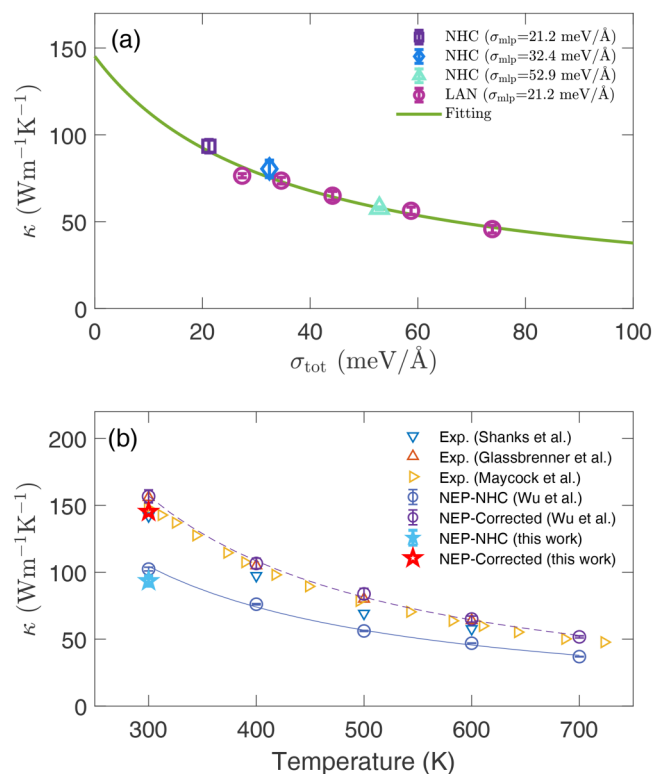 (a)
NHC (σmlp=21.2 meV/Å)
NHC (σmlp=32.4 meV/Å)
NHC (σmlp=52.9 meV/Å)
LAN (σmlp=21.2 meV/Å)
Fitting
κ (Wm⁻¹K⁻¹)
150
100
50
0
0 20 40 60 80 100
σtot (meV/Å)
(b)
Exp. (Shanks et al.)
Exp. (Glassbrenner et al.)
Exp. (Maycock et al.)
NEP-NHC (Wu et al.)
NEP-Corrected (Wu et al.)
NEP-NHC (this work)
NEP-Corrected (this work)
κ (Wm⁻¹K⁻¹)
200
150
100
50
0
300 400 500 600 700
Temperature (K)